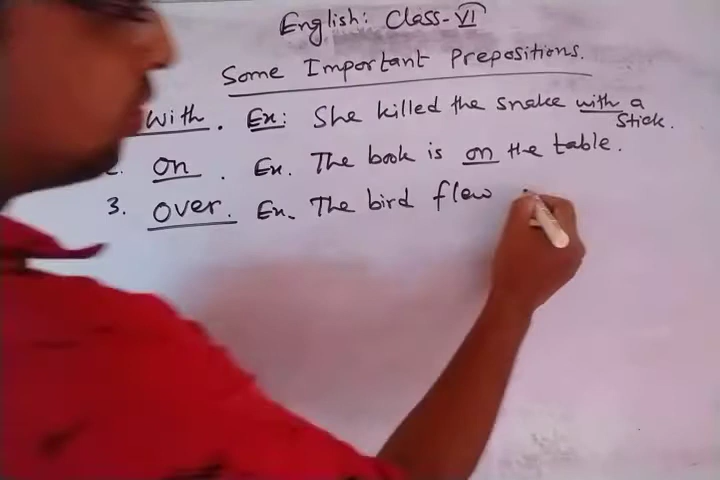 English: Class-VI
Some Important Prepositions.
With. Ex: She killed the snake with a
Stick.
2. on. Ex. The book is on the table.
3. over. Ex. The bird flew